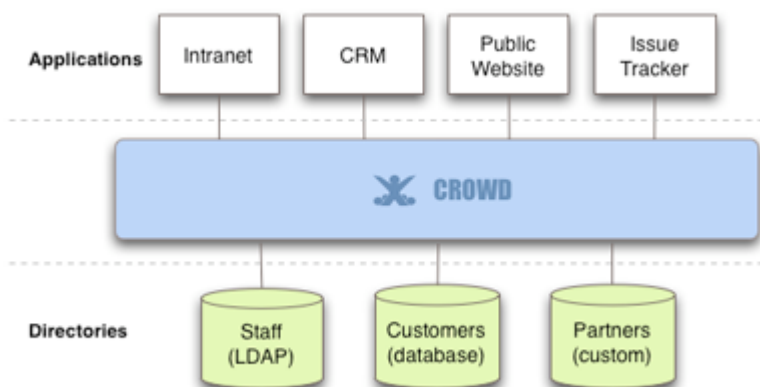 Applications
Intranet
CRM
Public
Website
Issue
Tracker
CROWD
Directories
Staff
(LDAP)
Customers
(database)
Partners
(custom)